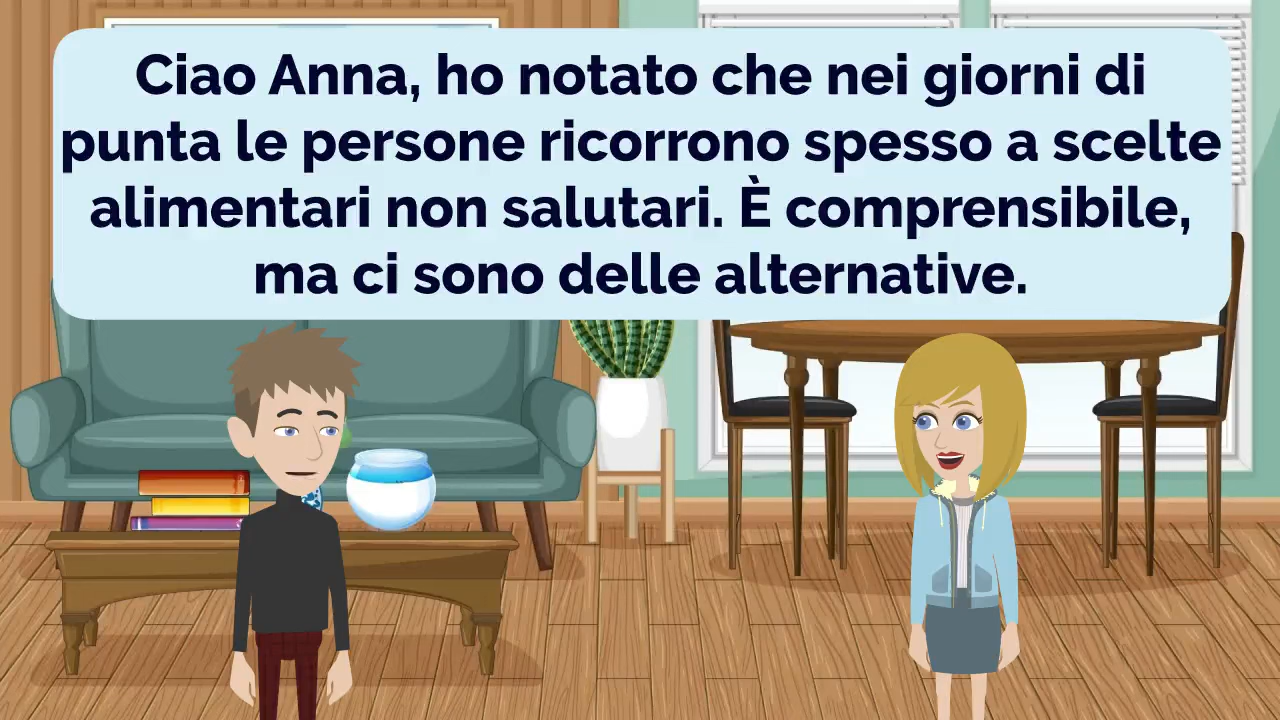 Ciao Anna, ho notato che nei giorni di
punta le persone ricorrono spesso a scelte
alimentari non salutari. È comprensibile,
ma ci sono delle alternative.